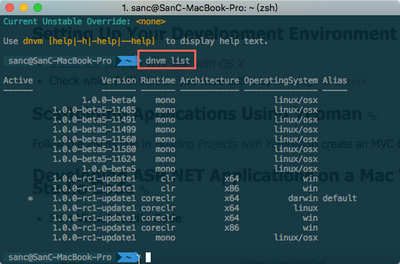 1. sanc@SanC-MacBook-Pro: ~ (zsh)
Current Unstable Override: <none>
Use dnvm [help|-h|-help|--help] to display help text.
sanc@SanC-MacBook-Pro ~ dnvm list
Active Version Runtime Architecture OperatingSystem Alias
------ ------- ------- ------------ --------------- -----
1.0.0-beta4 mono linux/osx
1.0.0-beta5-11485 mono linux/osx
1.0.0-beta5-11491 mono linux/osx
1.0.0-beta5-11499 mono linux/osx
1.0.0-beta5-11560 mono linux/osx
1.0.0-beta5-11580 mono linux/osx
1.0.0-beta5-11624 mono linux/osx
1.0.0-beta5 mono linux/osx
1.0.0-rc1-update1 clr x64 win
1.0.0-rc1-update1 clr x86 win
* 1.0.0-rc1-update1 coreclr x64 darwin default
1.0.0-rc1-update1 coreclr x64 linux
1.0.0-rc1-update1 coreclr x64 win
1.0.0-rc1-update1 coreclr x86 win
1.0.0-rc1-update1 mono linux/osx
sanc@SanC-MacBook-Pro ~